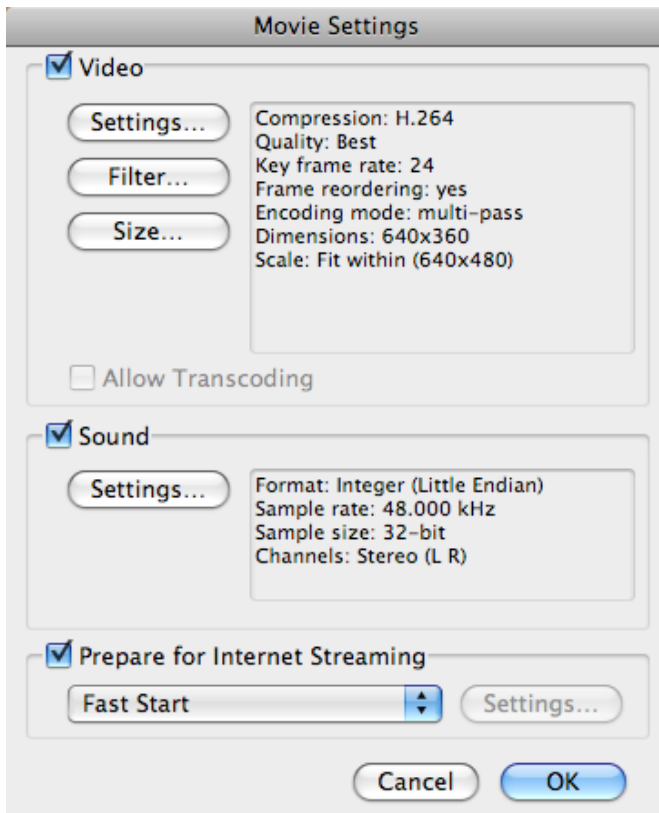 Movie Settings
Video
Settings...
Filter...
Size...
Compression: H.264
Quality: Best
Key frame rate: 24
Frame reordering: yes
Encoding mode: multi-pass
Dimensions: 640x360
Scale: Fit within (640x480)
Allow Transcoding
Sound
Settings...
Format: Integer (Little Endian)
Sample rate: 48.000 kHz
Sample size: 32-bit
Channels: Stereo (L R)
Prepare for Internet Streaming
Fast Start
Settings...
Cancel
OK